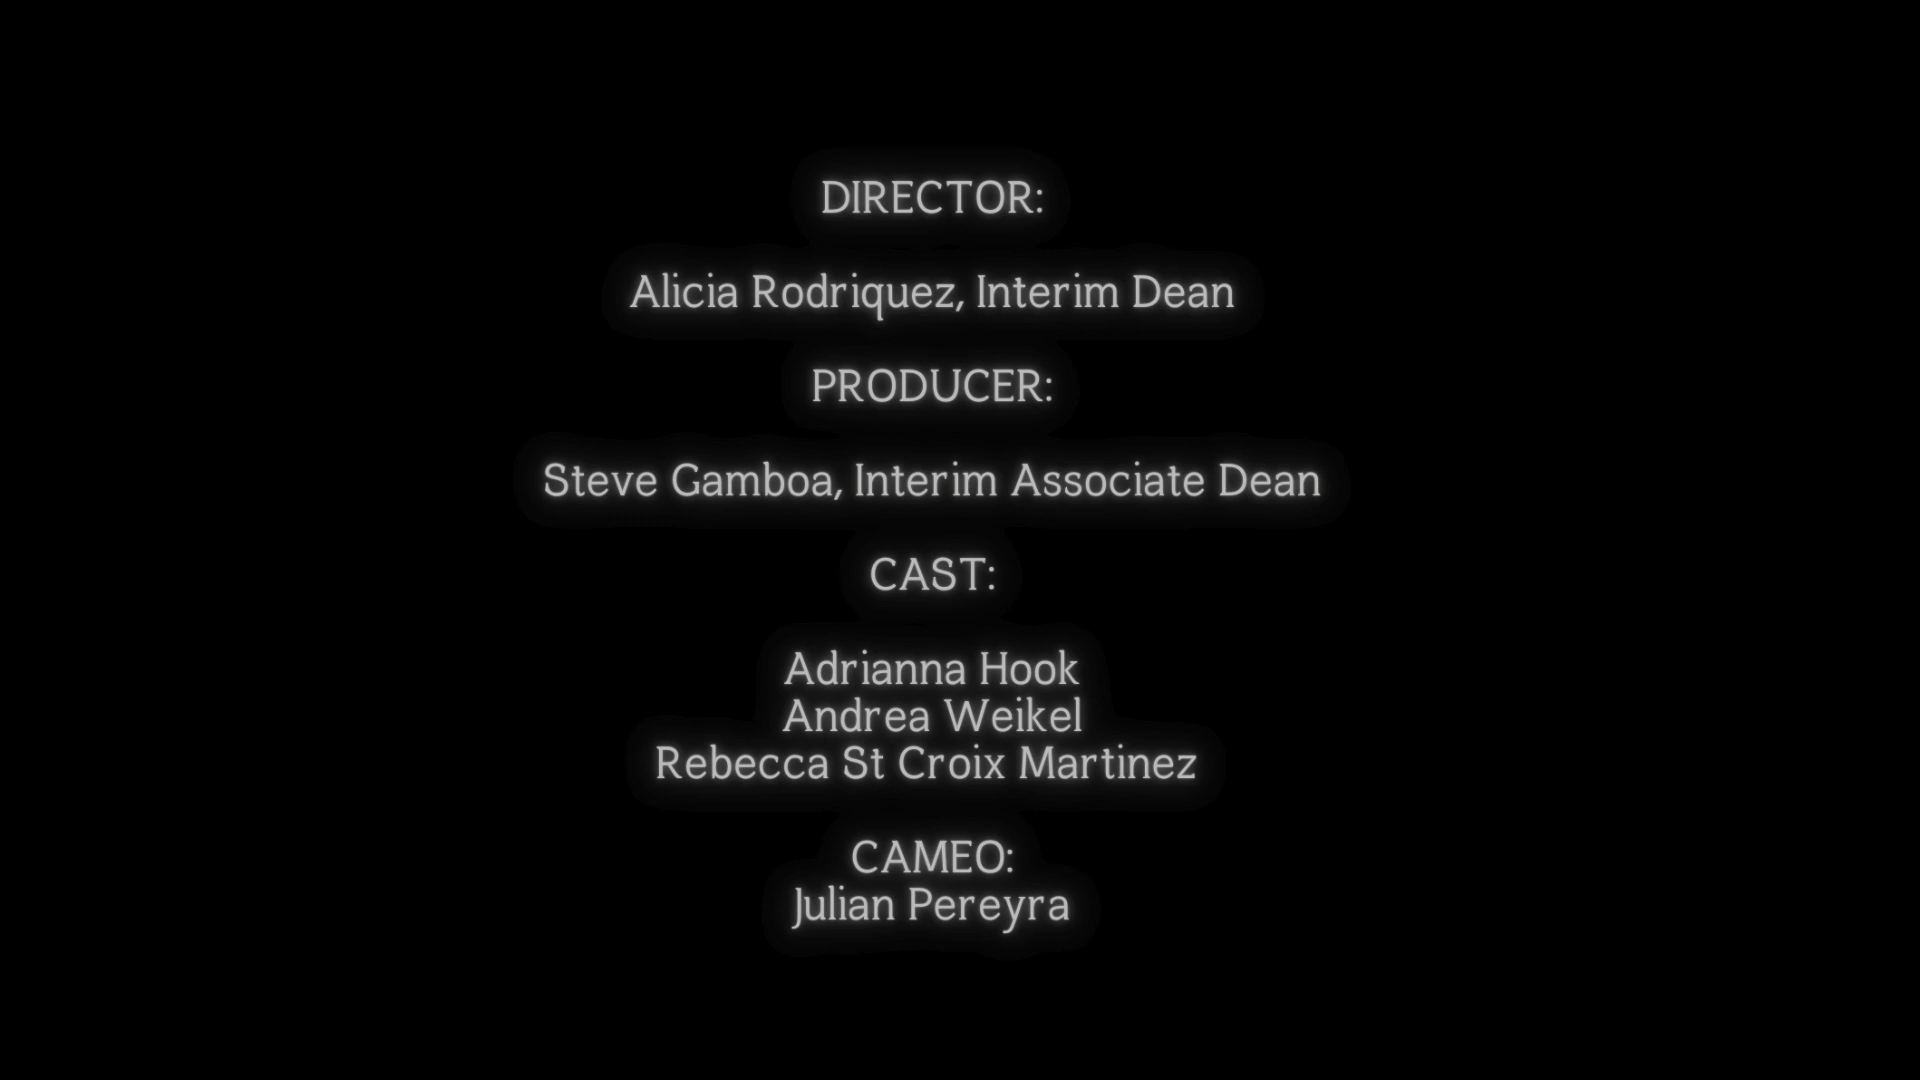 DIRECTOR:
Alicia Rodriquez, Interim Dean
PRODUCER:
Steve Gamboa, Interim Associate Dean
CAST:
Adrianna Hook
Andrea Weikel
Rebecca St Croix Martinez
CAMEO:
Julian Pereyra